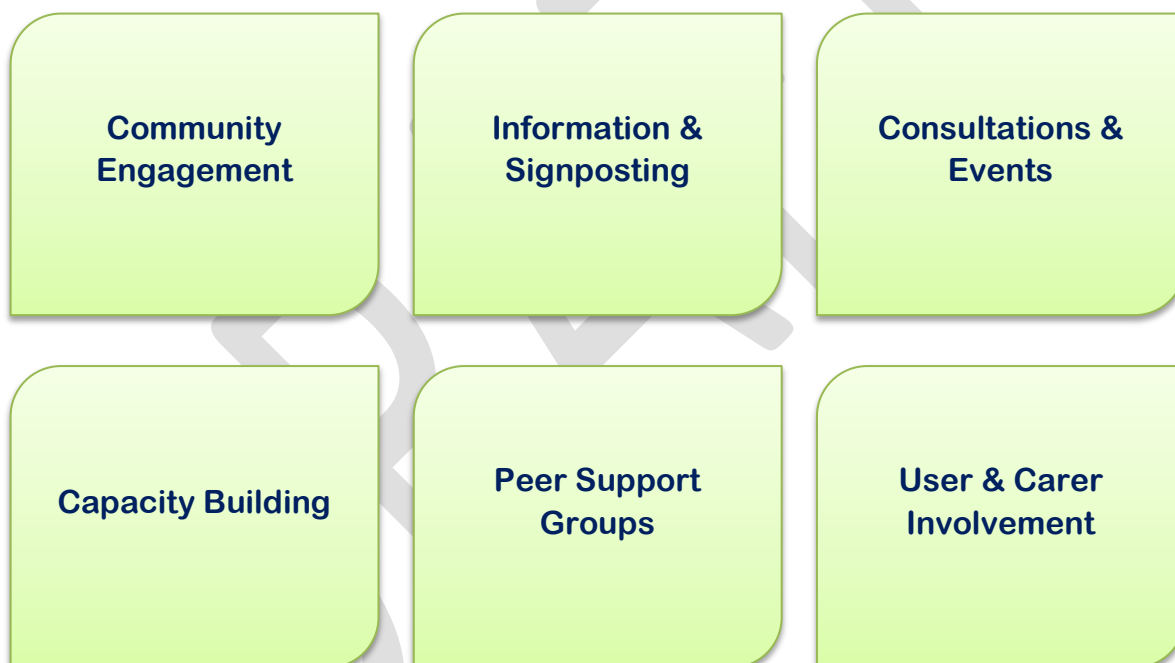 Community
Engagement
Information &
Signposting
Consultations &
Events
Capacity Building
Peer Support
Groups
User & Carer
Involvement